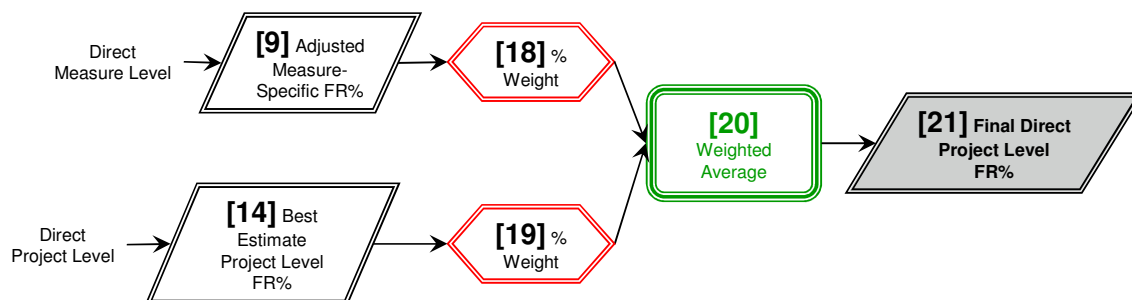 Direct
Measure Level
[9] Adjusted
Measure-
Specific FR%
[18] %
Weight
[20]
Weighted
Average
[21] Final Direct
Project Level
FR%
Direct
Project Level
[14] Best
Estimate
Project Level
FR%
[19] %
Weight